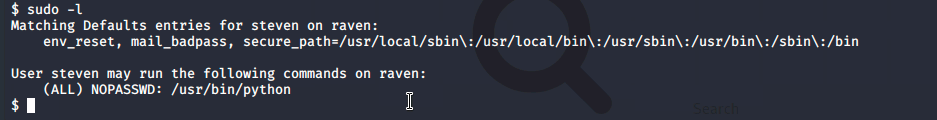 $ sudo -l
Matching Defaults entries for steven on raven:
    env_reset, mail_badpass, secure_path=/usr/local/sbin\:/usr/local/bin\:/usr/sbin\:/usr/bin\:/sbin\:/bin

User steven may run the following commands on raven:
    (ALL) NOPASSWD: /usr/bin/python
$
Search